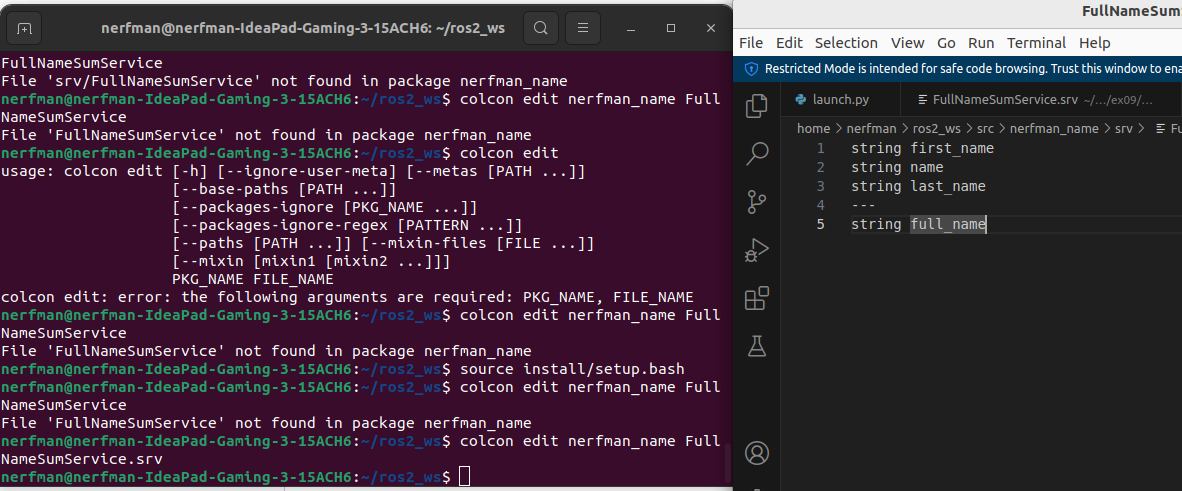 nerfman@nerfman-IdeaPad-Gaming-3-15ACH6: ~/ros2_ws
FullNameSumService
File 'srv/FullNameSumService' not found in package nerfman_name
nerfman@nerfman-IdeaPad-Gaming-3-15ACH6:~/ros2_ws$ colcon edit nerfman_name Full
NameSumService
File 'FullNameSumService' not found in package nerfman_name
nerfman@nerfman-IdeaPad-Gaming-3-15ACH6:~/ros2_ws$ colcon edit
usage: colcon edit [-h] [--ignore-user-meta] [--metas [PATH ...]]
[--base-paths [PATH ...]]
[--packages-ignore [PKG_NAME ...]]
[--packages-ignore-regex [PATTERN ...]]
[--paths [PATH ...]] [--mixin-files [FILE ...]]
[--mixin [mixin1 [mixin2 ...]]]
PKG_NAME FILE_NAME
colcon edit: error: the following arguments are required: PKG_NAME, FILE_NAME
nerfman@nerfman-IdeaPad-Gaming-3-15ACH6:~/ros2_ws$ colcon edit nerfman_name Full
NameSumService
File 'FullNameSumService' not found in package nerfman_name
nerfman@nerfman-IdeaPad-Gaming-3-15ACH6:~/ros2_ws$ source install/setup.bash
nerfman@nerfman-IdeaPad-Gaming-3-15ACH6:~/ros2_ws$ colcon edit nerfman_name Full
NameSumService
File 'FullNameSumService' not found in package nerfman_name
nerfman@nerfman-IdeaPad-Gaming-3-15ACH6:~/ros2_ws$ colcon edit nerfman_name Full
NameSumService.srv
nerfman@nerfman-IdeaPad-Gaming-3-15ACH6:~/ros2_ws$
FullNameSum
File Edit Selection View Go Run Terminal Help
Restricted Mode is intended for safe code browsing. Trust this window to ena
launch.py FullNameSumService.srv ~/.../ex09/...
home > nerfman > ros2_ws > src > nerfman_name > srv > Fu
1 string first_name
2 string name
3 string last_name
4 ---
5 string full_name